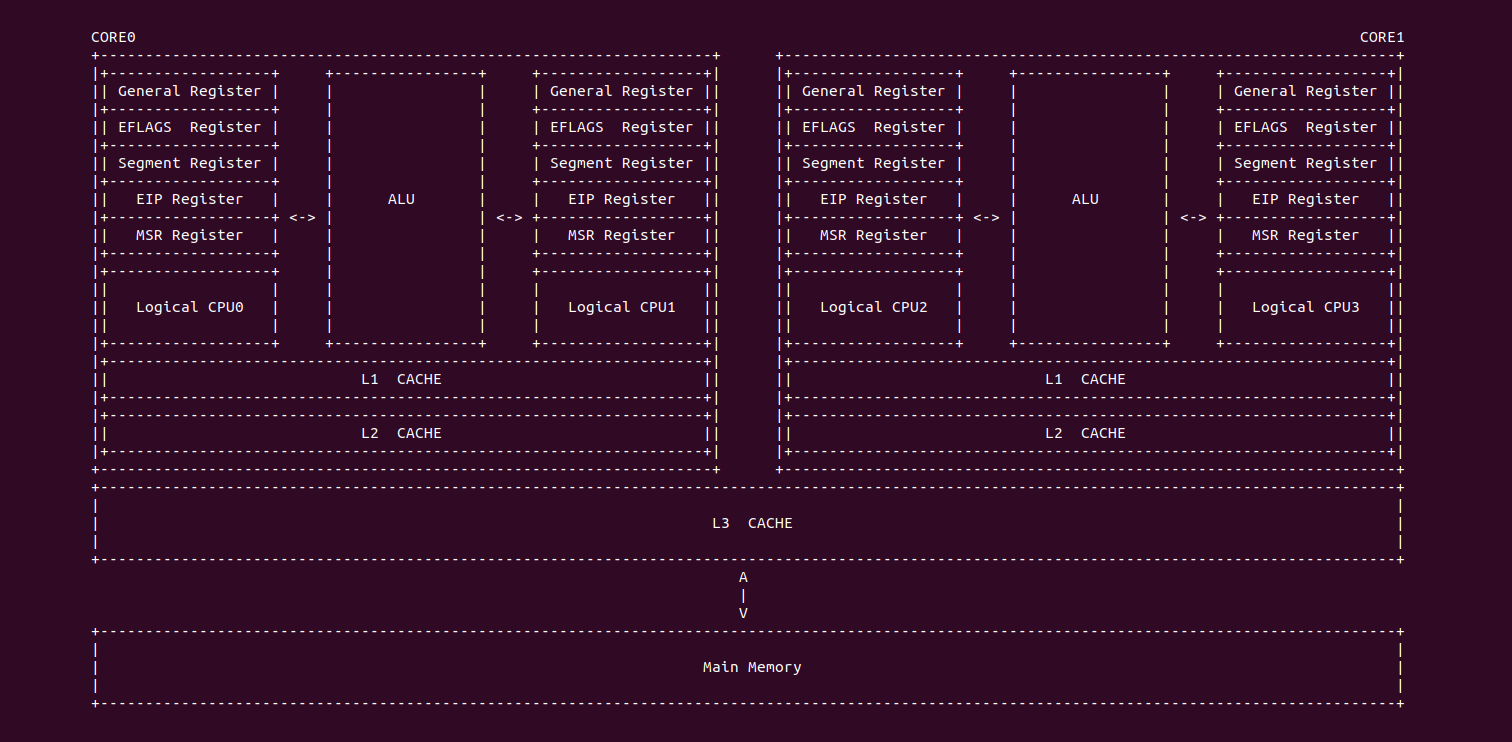 CORE0 CORE1
General Register General Register General Register General Register
EFLAGS  Register EFLAGS  Register EFLAGS  Register EFLAGS  Register
Segment Register Segment Register Segment Register Segment Register
EIP Register ALU EIP Register EIP Register ALU EIP Register
<-> <-> <-> <->
MSR Register MSR Register MSR Register MSR Register
Logical CPU0 Logical CPU1 Logical CPU2 Logical CPU3
L1  CACHE L1  CACHE
L2  CACHE L2  CACHE
L3  CACHE
A
|
V
Main Memory